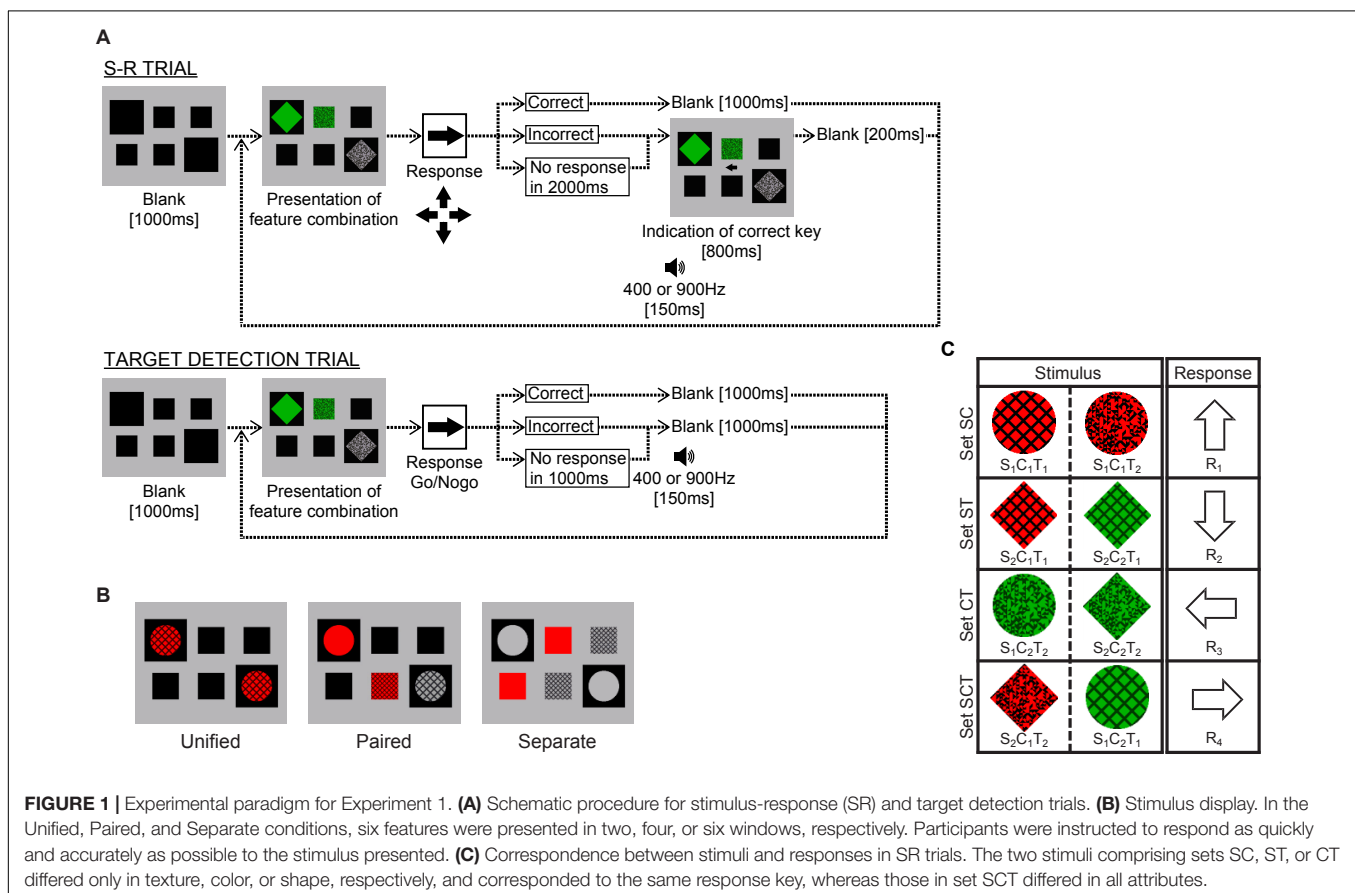 A
S-R TRIAL
Blank
[1000ms]
Presentation of
feature combination
Response
Correct
Incorrect
No response
in 2000ms
Blank [1000ms]
Blank [200ms]
Indication of correct key
[800ms]
400 or 900Hz
[150ms]
TARGET DETECTION TRIAL
Blank
[1000ms]
Presentation of
feature combination
Response
Go/Nogo
Correct
Incorrect
No response
in 1000ms
Blank [1000ms]
Blank [1000ms]
400 or 900Hz
[150ms]
B
Unified
Paired
Separate
C
Stimulus
Response
Set SC
S₁C₁T₁
S₁C₁T₂
R₁
Set ST
S₂C₁T₁
S₂C₂T₁
R₂
Set CT
S₁C₂T₂
S₂C₂T₂
R₃
Set SCT
S₂C₁T₂
S₁C₂T₁
R₄
FIGURE 1 | Experimental paradigm for Experiment 1. (A) Schematic procedure for stimulus-response (SR) and target detection trials. (B) Stimulus display. In the
Unified, Paired, and Separate conditions, six features were presented in two, four, or six windows, respectively. Participants were instructed to respond as quickly
and accurately as possible to the stimulus presented. (C) Correspondence between stimuli and responses in SR trials. The two stimuli comprising sets SC, ST, or CT
differed only in texture, color, or shape, respectively, and corresponded to the same response key, whereas those in set SCT differed in all attributes.